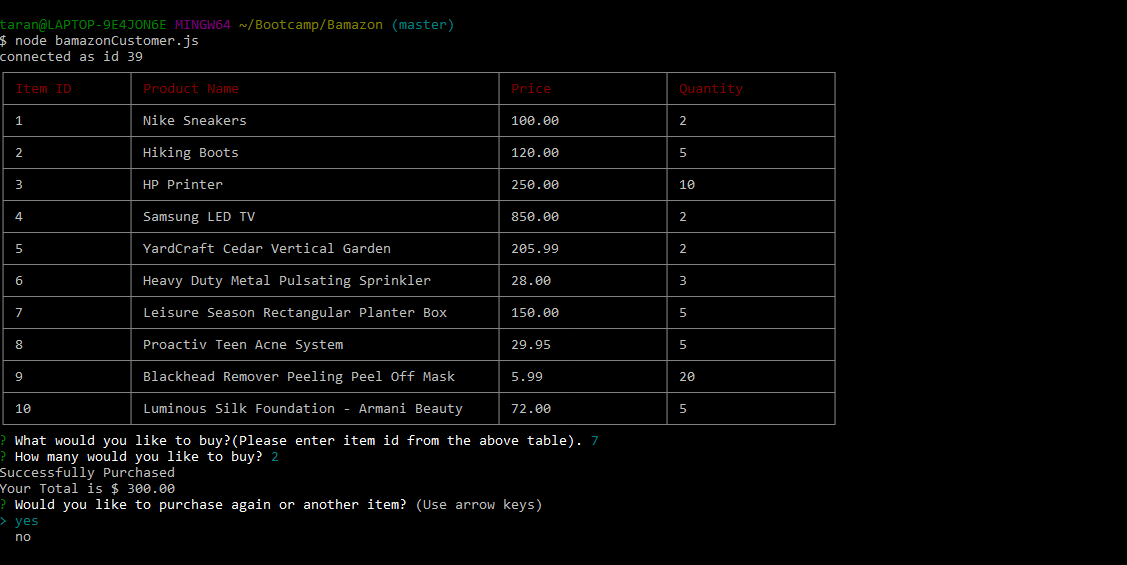 taran@LAPTOP-9E4JON6E MINGW64 ~/Bootcamp/Bamazon (master)
$ node bamazonCustomer.js
connected as id 39
Item ID Product Name Price Quantity
1 Nike Sneakers 100.00 2
2 Hiking Boots 120.00 5
3 HP Printer 250.00 10
4 Samsung LED TV 850.00 2
5 YardCraft Cedar Vertical Garden 205.99 2
6 Heavy Duty Metal Pulsating Sprinkler 28.00 3
7 Leisure Season Rectangular Planter Box 150.00 5
8 Proactiv Teen Acne System 29.95 5
9 Blackhead Remover Peeling Peel Off Mask 5.99 20
10 Luminous Silk Foundation - Armani Beauty 72.00 5
? What would you like to buy?(Please enter item id from the above table). 7
? How many would you like to buy? 2
Successfully Purchased
Your Total is $ 300.00
? Would you like to purchase again or another item? (Use arrow keys)
> yes
no